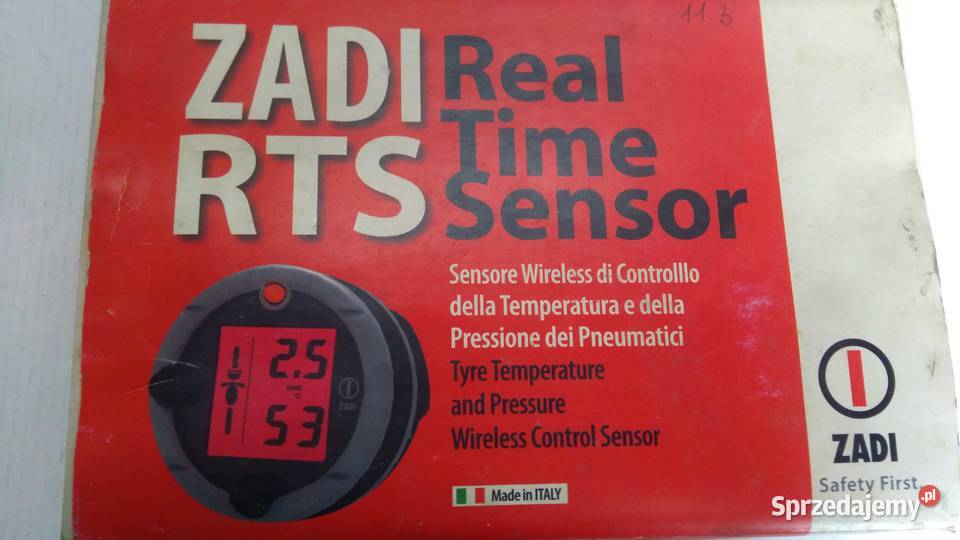 11.3
ZADI
RTS
Real
Time
Sensor
Sensore Wireless di Controlllo
della Temperatura e della
Pressione dei Pneumatici
Tyre Temperature
and Pressure
Wireless Control Sensor
2.5
BAR
°C
53
ZADI
Made in ITALY
ZADI
Safety First
Sprzedajemy.pl